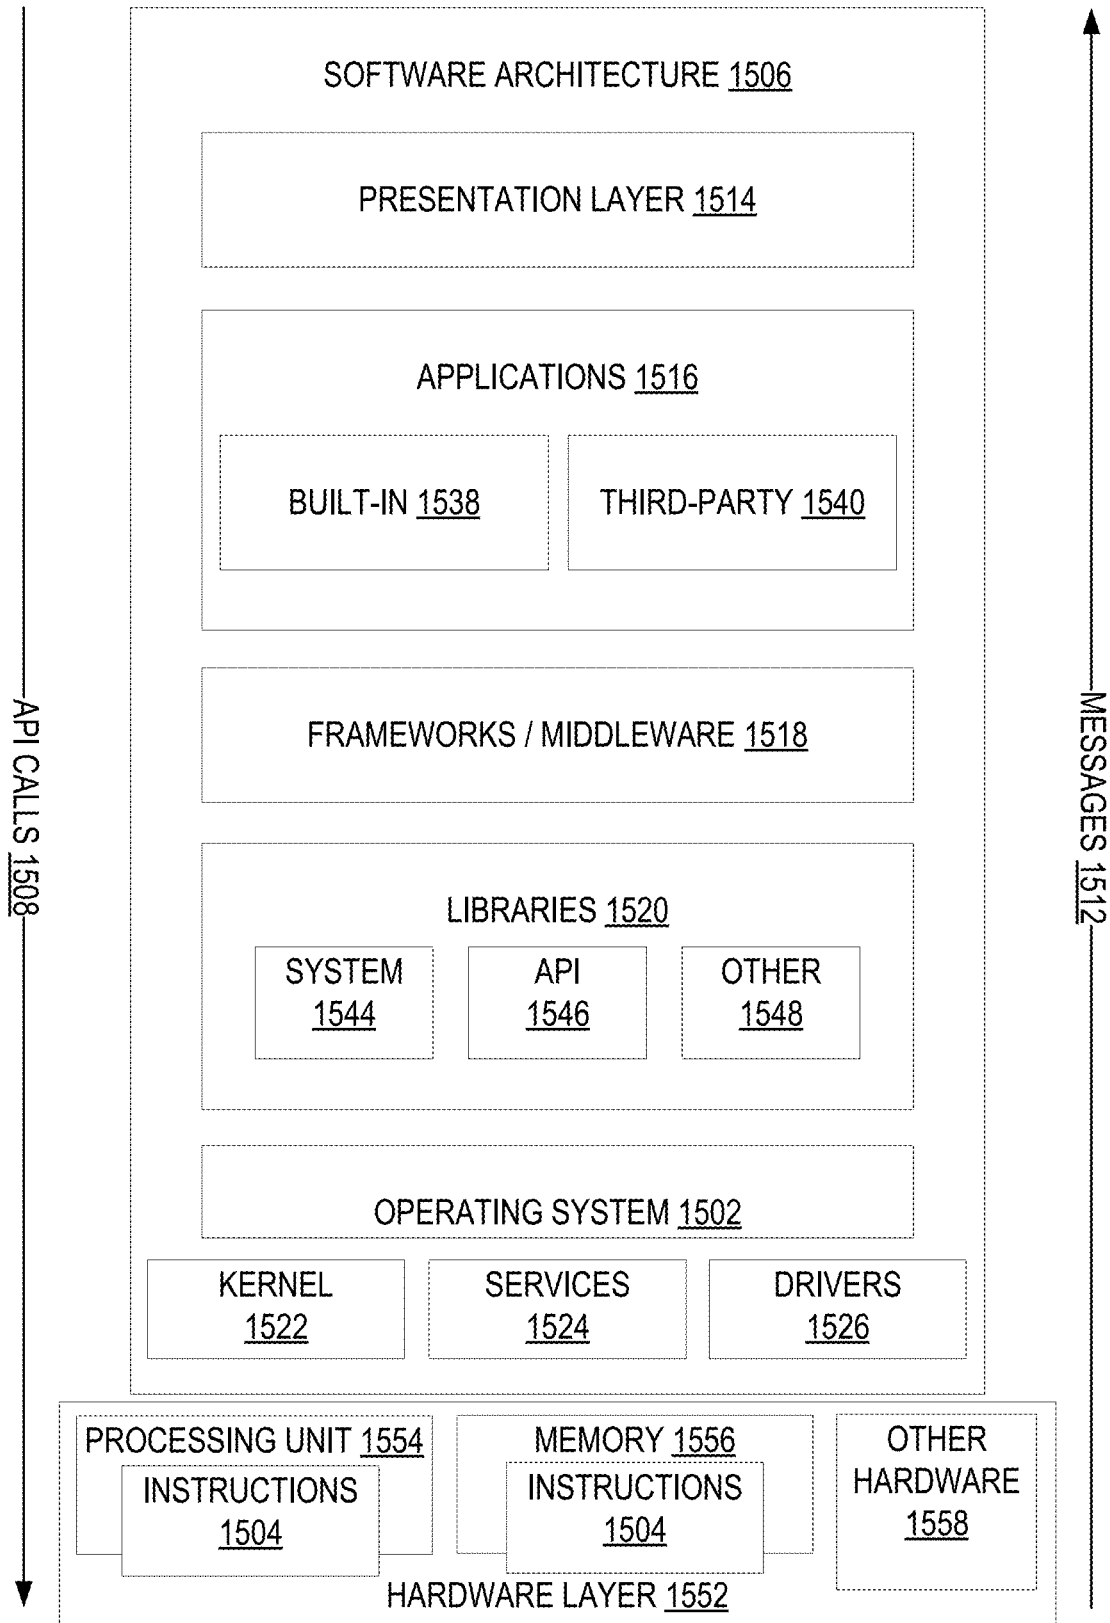 SOFTWARE ARCHITECTURE 1506
PRESENTATION LAYER 1514
APPLICATIONS 1516
BUILT-IN 1538
THIRD-PARTY 1540
FRAMEWORKS / MIDDLEWARE 1518
LIBRARIES 1520
SYSTEM
1544
API
1546
OTHER
1548
OPERATING SYSTEM 1502
KERNEL
1522
SERVICES
1524
DRIVERS
1526
PROCESSING UNIT 1554
INSTRUCTIONS
1504
MEMORY 1556
INSTRUCTIONS
1504
OTHER
HARDWARE
1558
HARDWARE LAYER 1552
API CALLS 1508
MESSAGES 1512